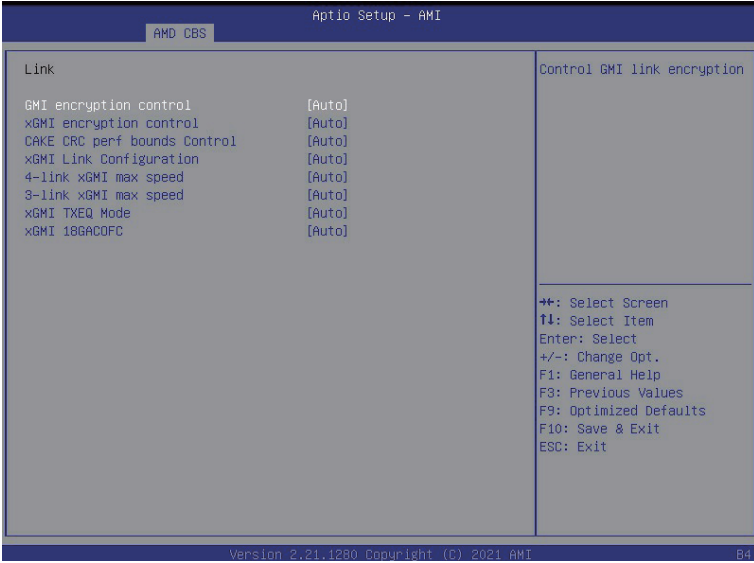 Aptio Setup - AMI
AMD CBS
Link
GMI encryption control [Auto]
xGMI encryption control [Auto]
CAKE CRC perf bounds Control [Auto]
xGMI Link Configuration [Auto]
4-link xGMI max speed [Auto]
3-link xGMI max speed [Auto]
xGMI TXEQ Mode [Auto]
xGMI 18GACOFC [Auto]
Control GMI link encryption
→←: Select Screen
↑↓: Select Item
Enter: Select
+/-: Change Opt.
F1: General Help
F3: Previous Values
F9: Optimized Defaults
F10: Save & Exit
ESC: Exit
Version 2.21.1280 Copyright (C) 2021 AMI
B4